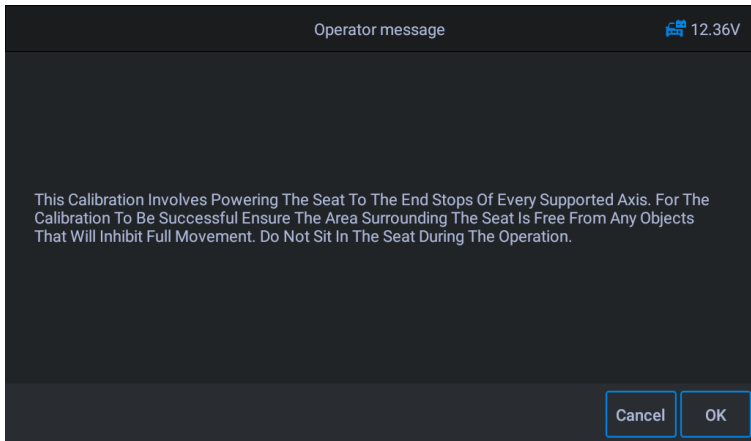 Operator message
12.36V
This Calibration Involves Powering The Seat To The End Stops Of Every Supported Axis. For The
Calibration To Be Successful Ensure The Area Surrounding The Seat Is Free From Any Objects
That Will Inhibit Full Movement. Do Not Sit In The Seat During The Operation.
Cancel
OK